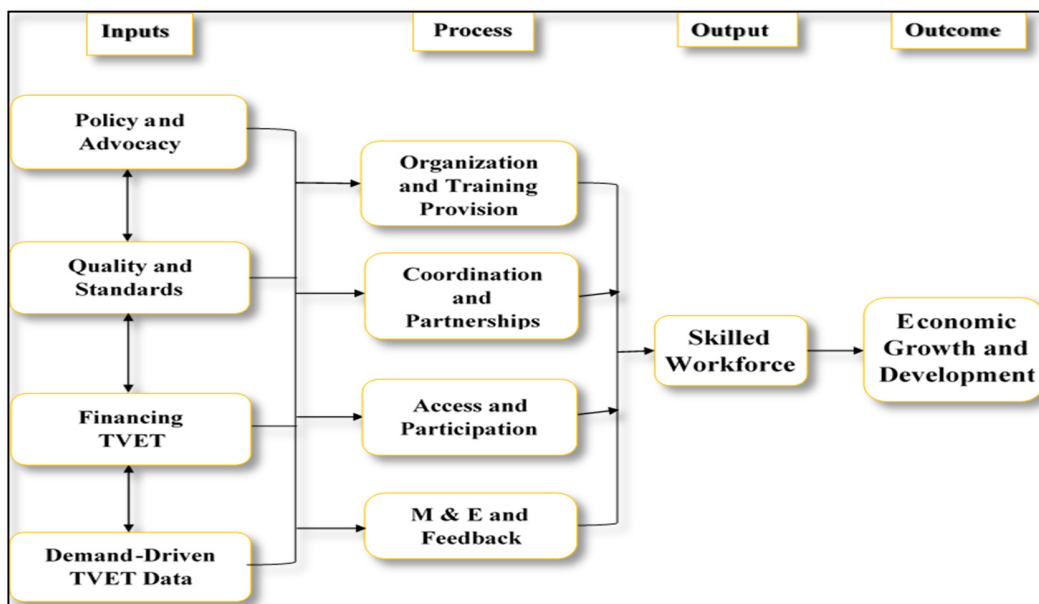 Inputs
Process
Output
Outcome
Policy and
Advocacy
Quality and
Standards
Financing
TVET
Demand-Driven
TVET Data
Organization
and Training
Provision
Coordination
and
Partnerships
Access and
Participation
M & E and
Feedback
Skilled
Workforce
Economic
Growth and
Development